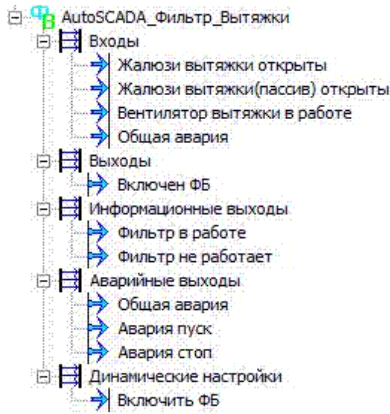 ФВ AutoSCADA_Фильтр_Вытяжки
Входы
Жалюзи вытяжки открыты
Жалюзи вытяжки(пассив) открыты
Вентилятор вытяжки в работе
Общая авария
Выходы
Включен ФБ
Информационные выходы
Фильтр в работе
Фильтр не работает
Аварийные выходы
Общая авария
Авария пуск
Авария стоп
Динамические настройки
Включить ФБ